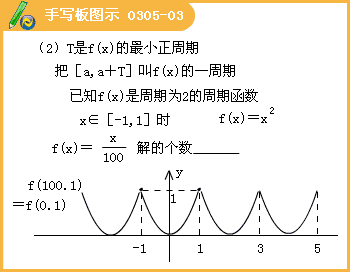 手写板图示 0305-03
(2) T是f(x)的最小正周期
把[a,a+T]叫f(x)的一周期
已知f(x)是周期为2的周期函数
x∈[-1,1]时 f(x)=x²
f(x)= x/100 解的个数______
f(100.1)
=f(0.1)
y
1
-1 1 3 5